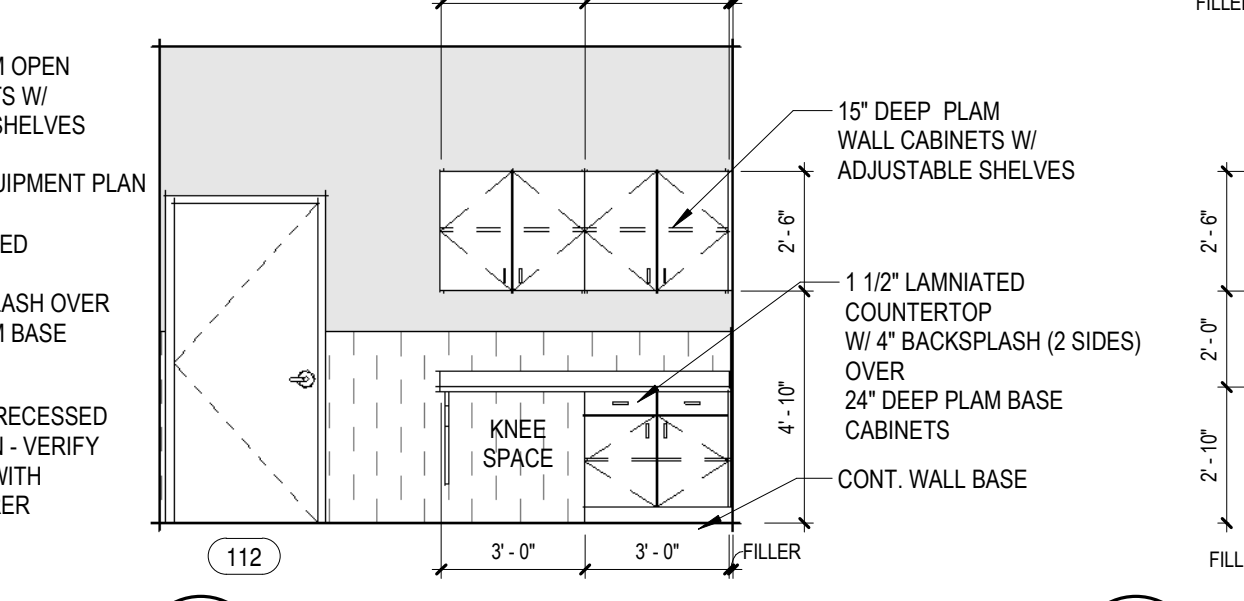 FILLER
M OPEN
TS W/
SHELVES
UIPMENT PLAN
ED
LASH OVER
M BASE
RECESSED
N - VERIFY
WITH
ER
15" DEEP PLAM
WALL CABINETS W/
ADJUSTABLE SHELVES
2' - 6"
1 1/2" LAMNIATED
COUNTERTOP
W/ 4" BACKSPLASH (2 SIDES)
OVER
24" DEEP PLAM BASE
CABINETS
4' - 10"
KNEE
SPACE
CONT. WALL BASE
3' - 0"
3' - 0"
FILLER
112
2' - 6"
2' - 0"
2' - 10"
FILL